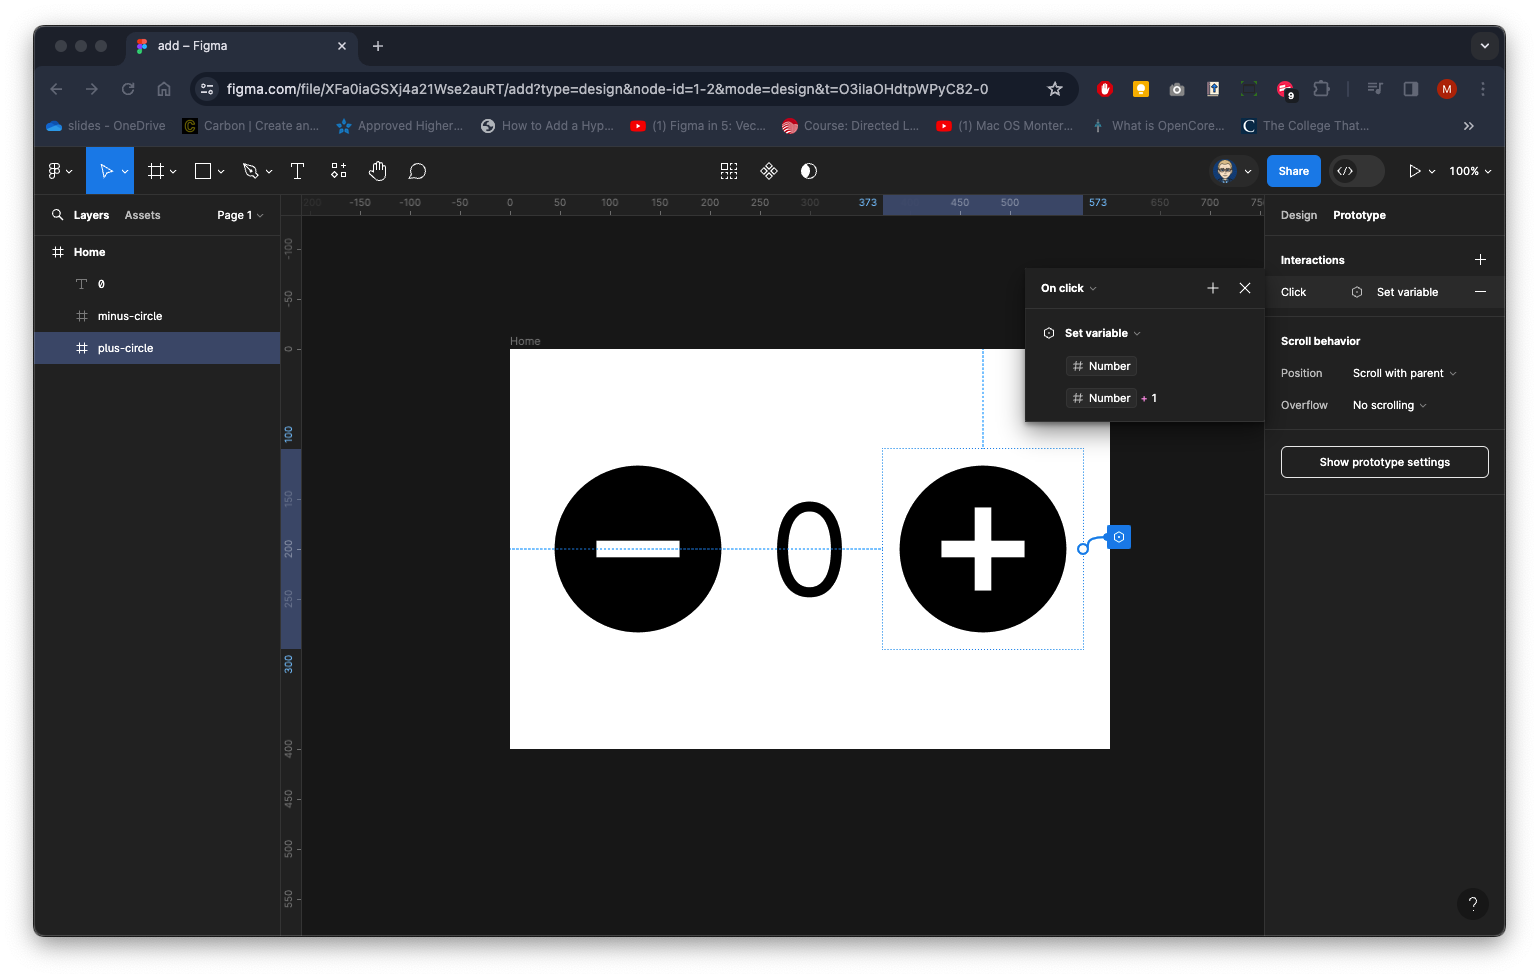 add – Figma
figma.com/file/XFa0iaGSXj4a21Wse2auRT/add?type=design&node-id=1-2&mode=design&t=O3iIaOHdtpWPyC82-0
9
M
slides - OneDrive
Carbon | Create an...
Approved Higher...
How to Add a Hyp...
(1) Figma in 5: Vec...
Course: Directed L...
(1) Mac OS Monter...
What is OpenCore...
The College That...
Share
100%
Layers
Assets
Page 1
-200 -150 -100 -50 0 50 100 150 200 250 300 373 450 500 573 650 700 750
Design
Prototype
Home
0
minus-circle
plus-circle
-100
-50
0
100
150
200
250
300
400
450
500
550
Home
0
On click
Set variable
Number
Number + 1
Interactions
Click
Set variable
Scroll behavior
Position
Scroll with parent
Overflow
No scrolling
Show prototype settings
?